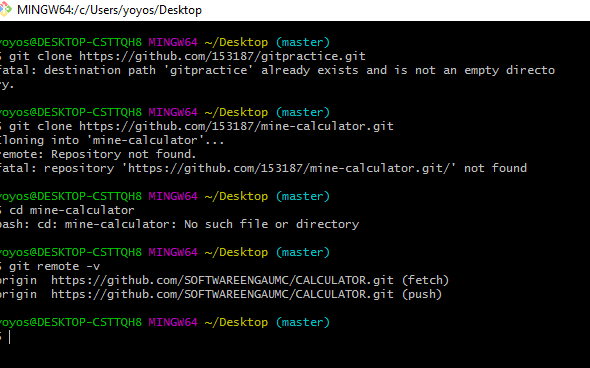 MINGW64:/c/Users/yoyos/Desktop
yoyos@DESKTOP-CSTTQH8 MINGW64 ~/Desktop (master)
$ git clone https://github.com/153187/gitpractice.git
fatal: destination path 'gitpractice' already exists and is not an empty directo
ry.
yoyos@DESKTOP-CSTTQH8 MINGW64 ~/Desktop (master)
$ git clone https://github.com/153187/mine-calculator.git
Cloning into 'mine-calculator'...
remote: Repository not found.
fatal: repository 'https://github.com/153187/mine-calculator.git/' not found
yoyos@DESKTOP-CSTTQH8 MINGW64 ~/Desktop (master)
$ cd mine-calculator
bash: cd: mine-calculator: No such file or directory
yoyos@DESKTOP-CSTTQH8 MINGW64 ~/Desktop (master)
$ git remote -v
origin  https://github.com/SOFTWAREENGAUMC/CALCULATOR.git (fetch)
origin  https://github.com/SOFTWAREENGAUMC/CALCULATOR.git (push)
yoyos@DESKTOP-CSTTQH8 MINGW64 ~/Desktop (master)
$